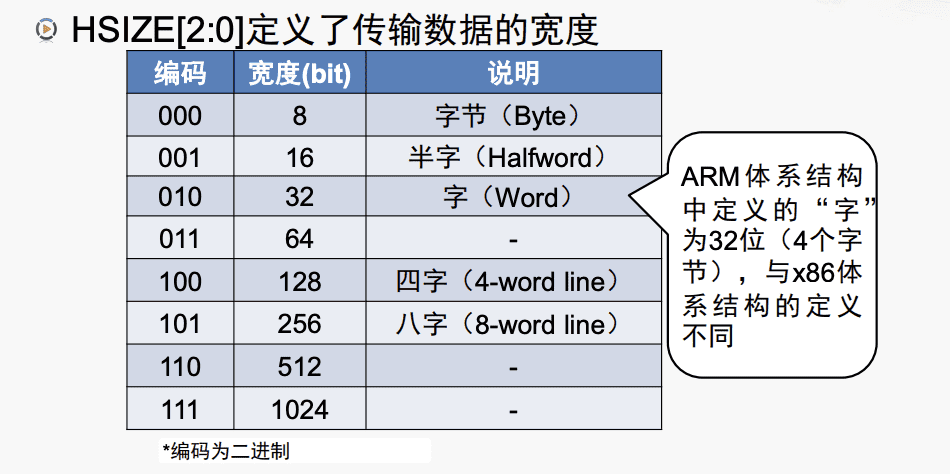 HSIZE[2:0]定义了传输数据的宽度
编码 宽度(bit) 说明
000 8 字节（Byte）
001 16 半字（Halfword）
010 32 字（Word）
011 64 -
100 128 四字（4-word line）
101 256 八字（8-word line）
110 512 -
111 1024 -
*编码为二进制
ARM体系结构
中定义的“字”
为32位（4个字
节），与x86体
系结构的定义
不同